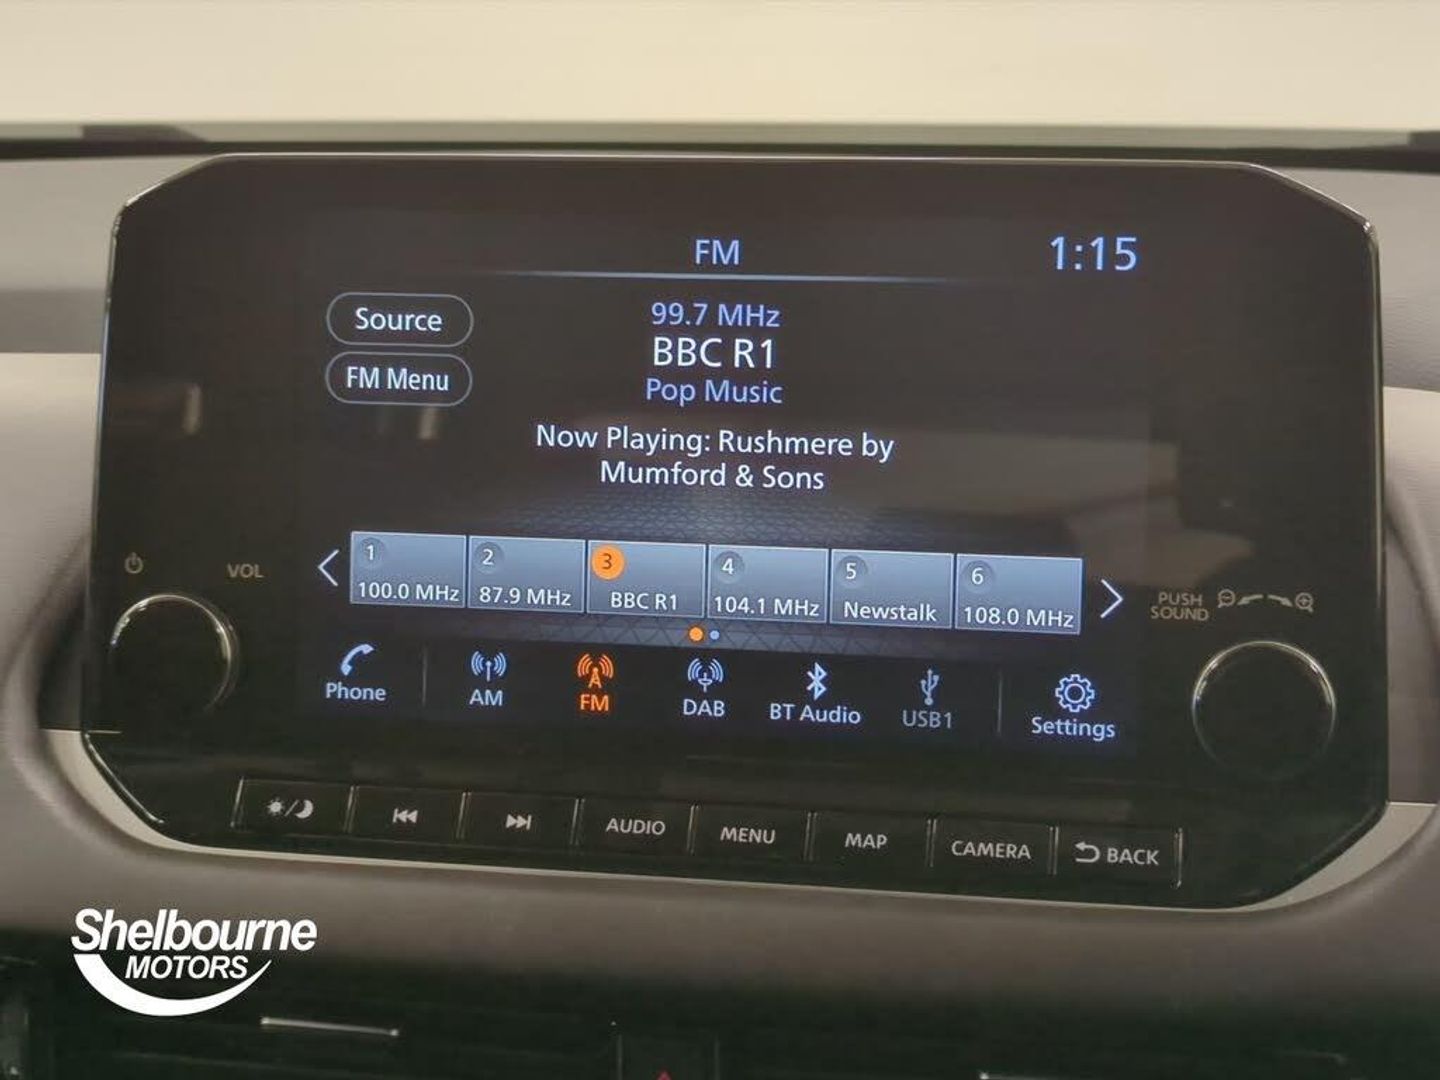 FM
1:15
Source
99.7 MHz
BBC R1
FM Menu
Pop Music
Now Playing: Rushmere by
Mumford & Sons
1 2 3 4 5 6
100.0 MHz 87.9 MHz BBC R1 104.1 MHz Newstalk 108.0 MHz
VOL
PUSH
SOUND
Phone AM FM DAB BT Audio USB1 Settings
AUDIO MENU MAP CAMERA BACK
Shelbourne
MOTORS